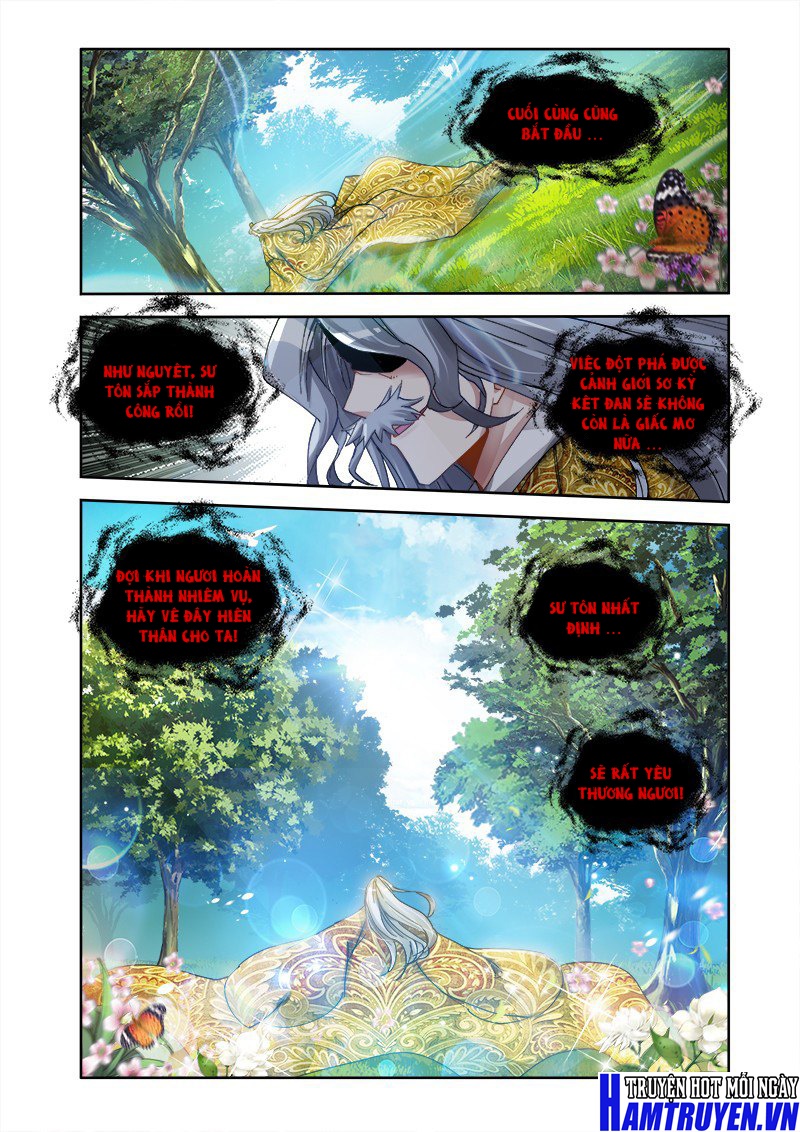 CUỐI CÙNG CŨNG
BẮT ĐẦU ...
NHƯ NGUYỆT, SƯ
TÔN SẮP THÀNH
CÔNG RỒI!
VIỆC ĐỘT PHÁ ĐƯỢC
CẢNH GIỚI SƠ KỲ
KẾT ĐAN SẼ KHÔNG
CÒN LÀ GIẤC MƠ
NỮA ...
ĐỢI KHI NGƯỜI HOÀN
THÀNH NHIỆM VỤ,
HÃY VỀ ĐÂY HIẾN
THÂN CHO TA!
SƯ TÔN NHẤT
ĐỊNH ...
SẼ RẤT YÊU
THƯƠNG NGƯƠI!
TRUYỆN HOT MỖI NGÀY
HAMTRUYEN.VN